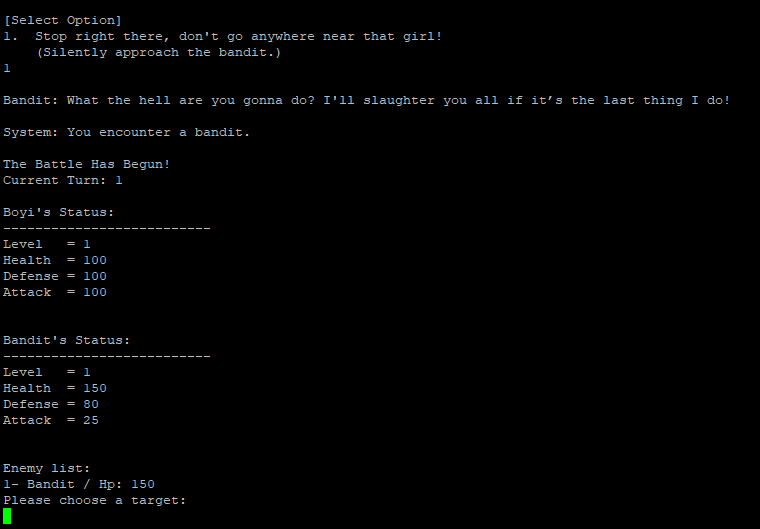 [Select Option]
1.  Stop right there, don't go anywhere near that girl!
    (Silently approach the bandit.)
1
Bandit: What the hell are you gonna do? I'll slaughter you all if it’s the last thing I do!
System: You encounter a bandit.
The Battle Has Begun!
Current Turn: 1
Boyi's Status:
--------------------------
Level   = 1
Health  = 100
Defense = 100
Attack  = 100
Bandit's Status:
--------------------------
Level   = 1
Health  = 150
Defense = 80
Attack  = 25
Enemy list:
1- Bandit / Hp: 150
Please choose a target: